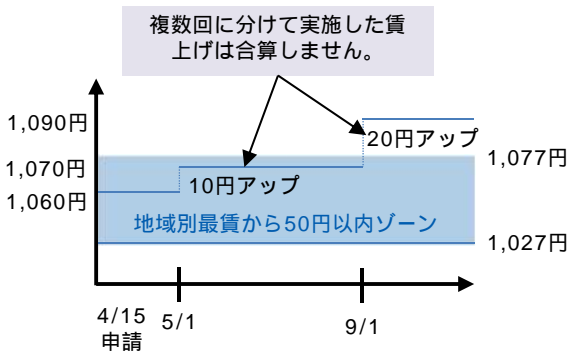 複数回に分けて実施した賃
上げは合算しません。
1,090円
20円アップ
1,077円
1,070円
10円アップ
1,060円
地域別最賃から50円以内ゾーン
1,027円
4/15
申請
5/1
9/1